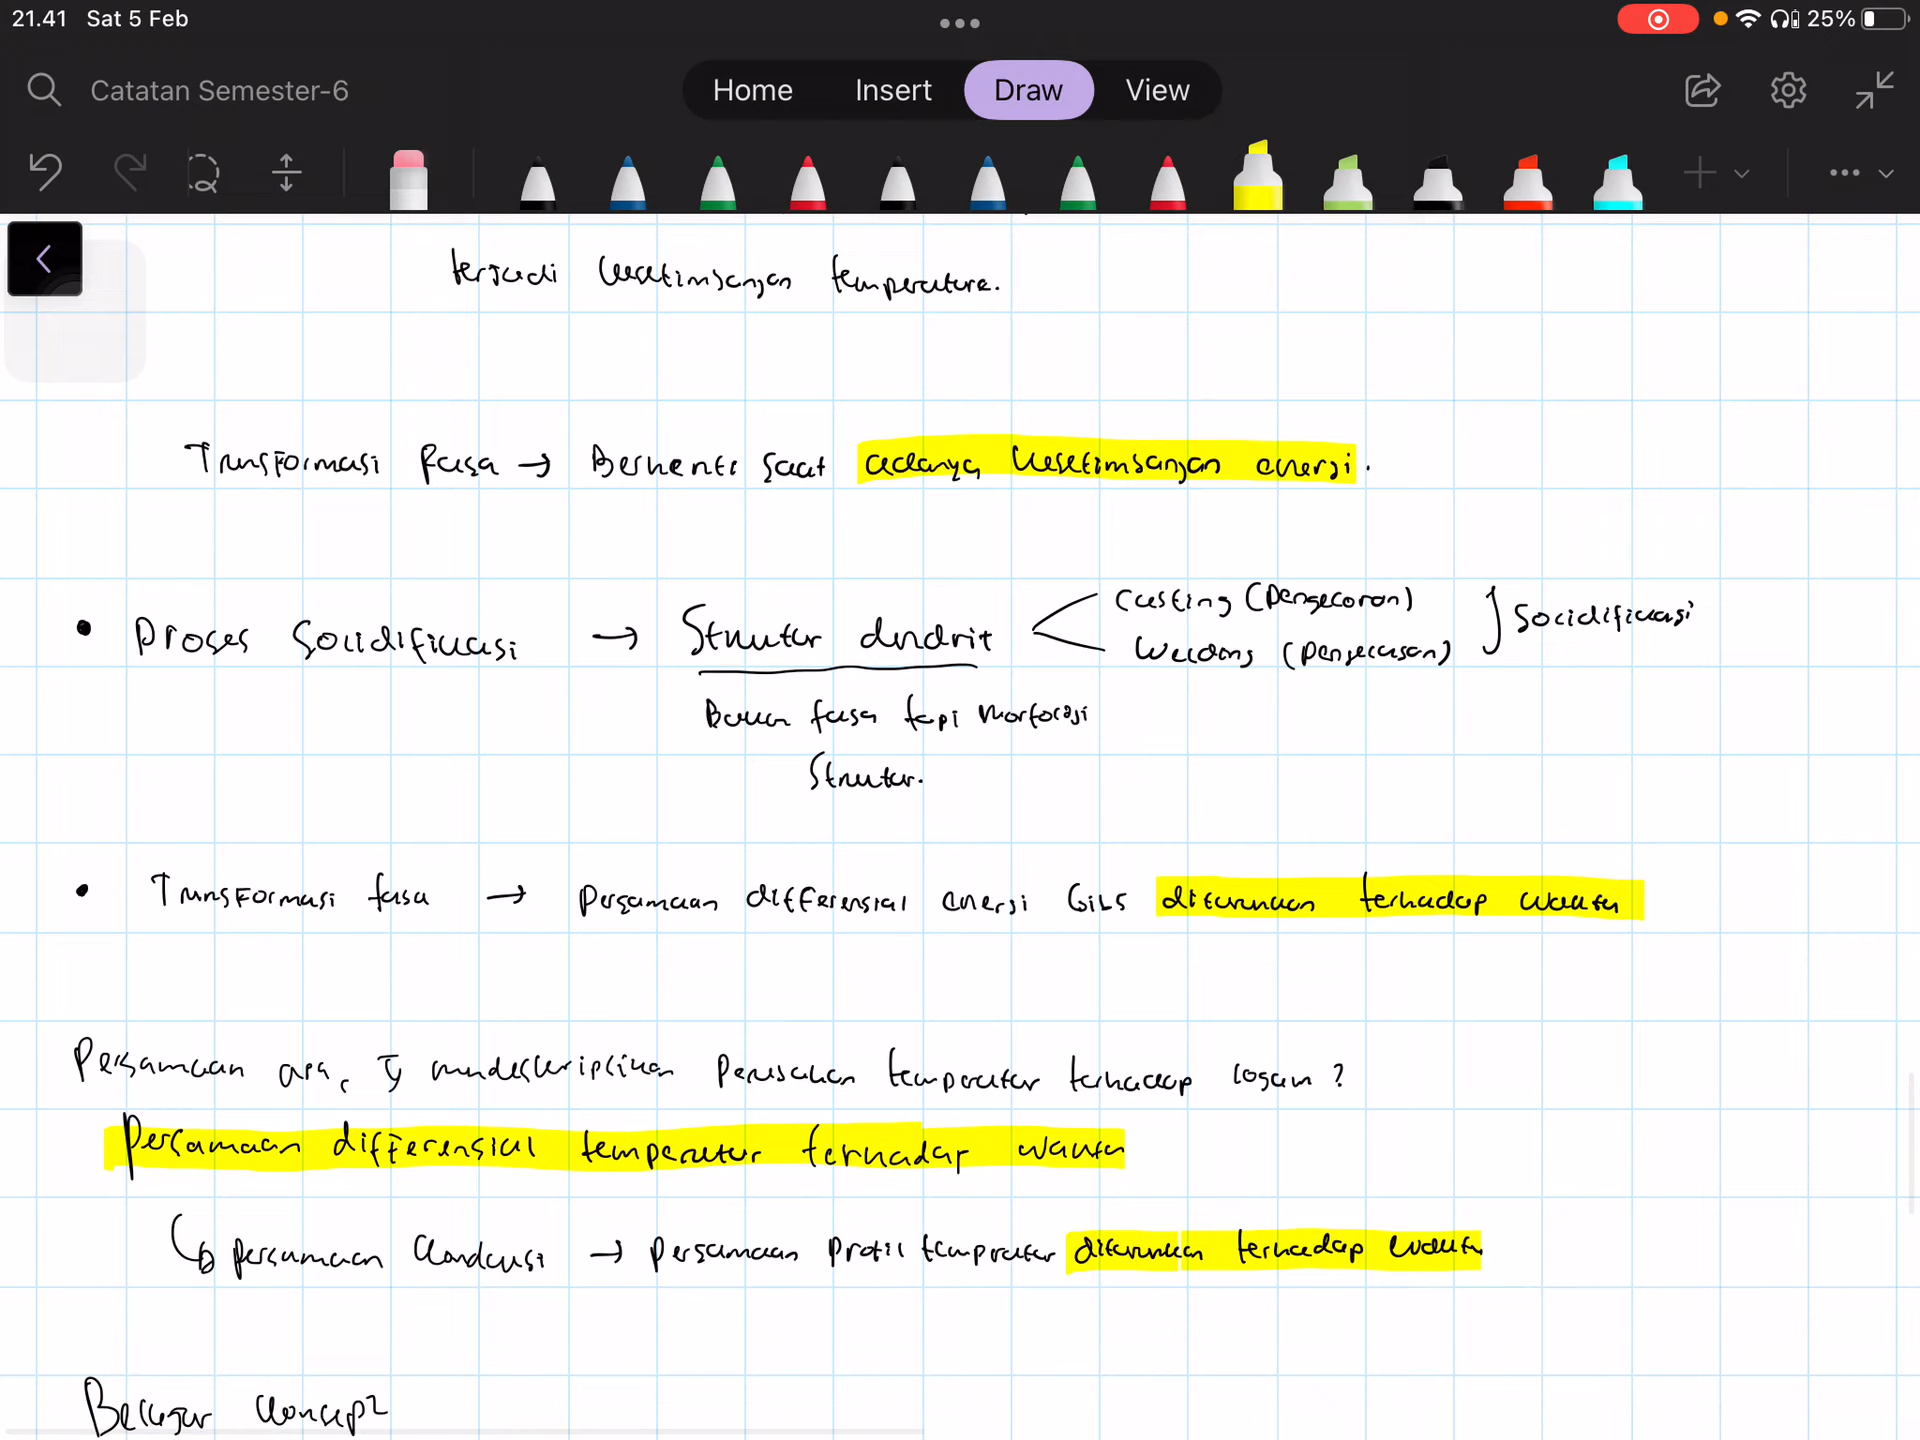 21.41 Sat 5 Feb
25%
Catatan Semester-6
Home Insert Draw View
terjadi kesetimbangan temperature.
Transformasi fasa → Berhenti saat adanya kesetimbangan energi.
• Proses Solidifikasi → Struktur dendrit
Casting (Pengecoran)
Welding (Pengelasan)
Solidifikasi
Bukan fasa tapi morfologi
Struktur.
• Transformasi fasa → Persamaan differensial energi Gibs diturunkan terhadap waktu
Persamaan apa, yg mendeskripsikan Perubahan temperatur terhadap logam?
Persamaan differensial temperatur terhadap waktu
↳ persamaan konduksi → persamaan Profil tempratur diturunkan terhadap waktu
Belajar konsep2